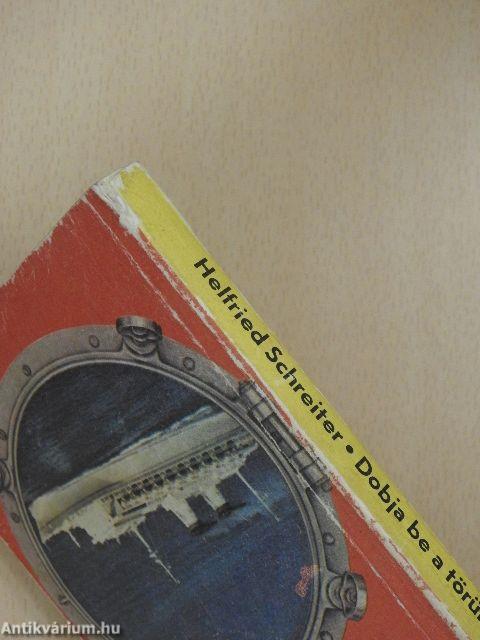 Helfried Schreiter • Dobja be a törü
Antikvárium.hu